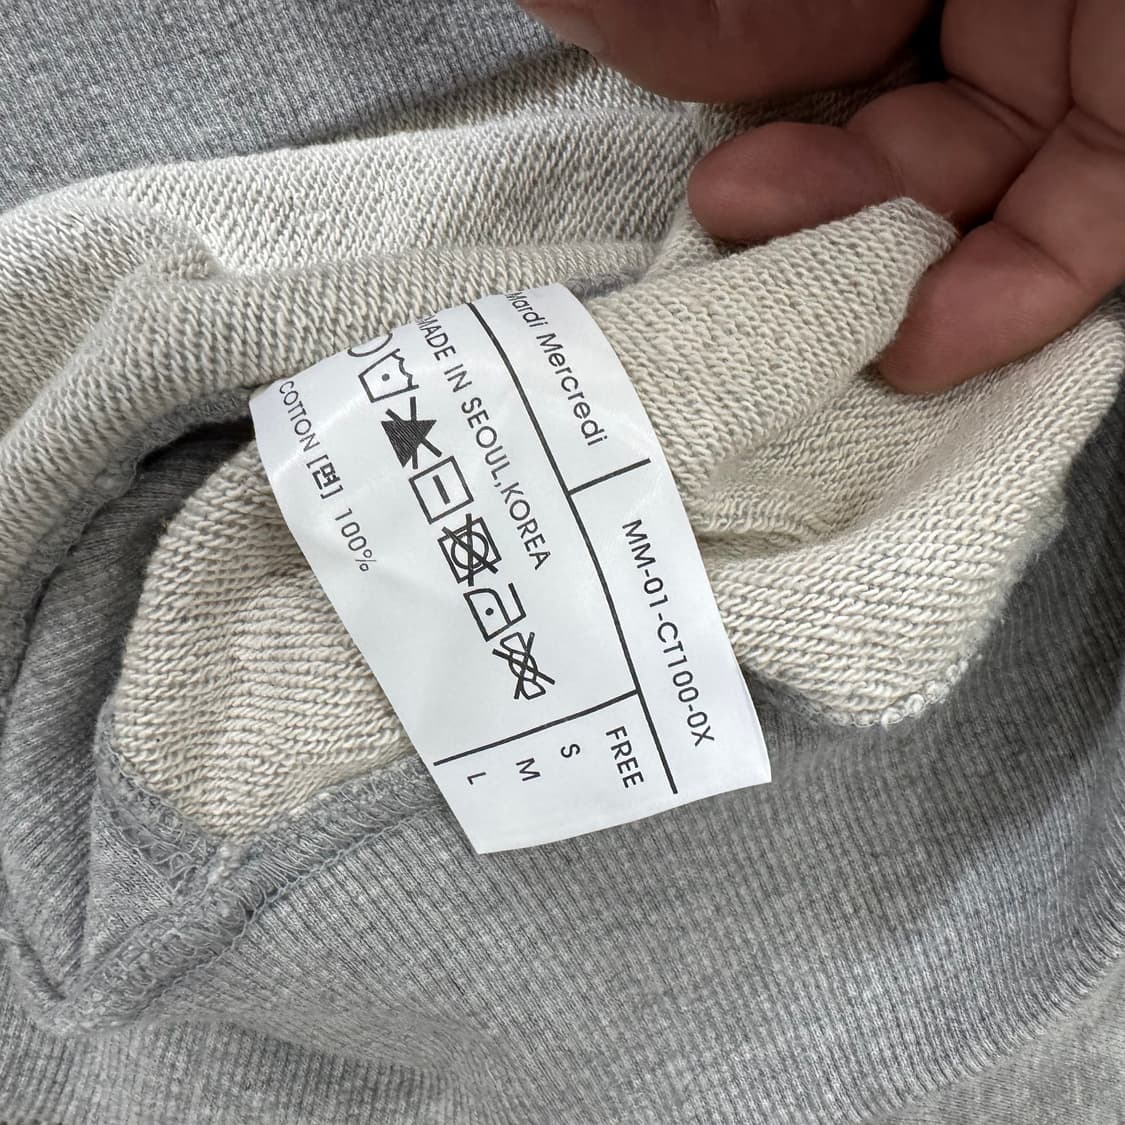 Mardi Mercredi
MM-01-CT100-0X
MADE IN SEOUL,KOREA
COTTON [면] 100%
FREE
S
M
L